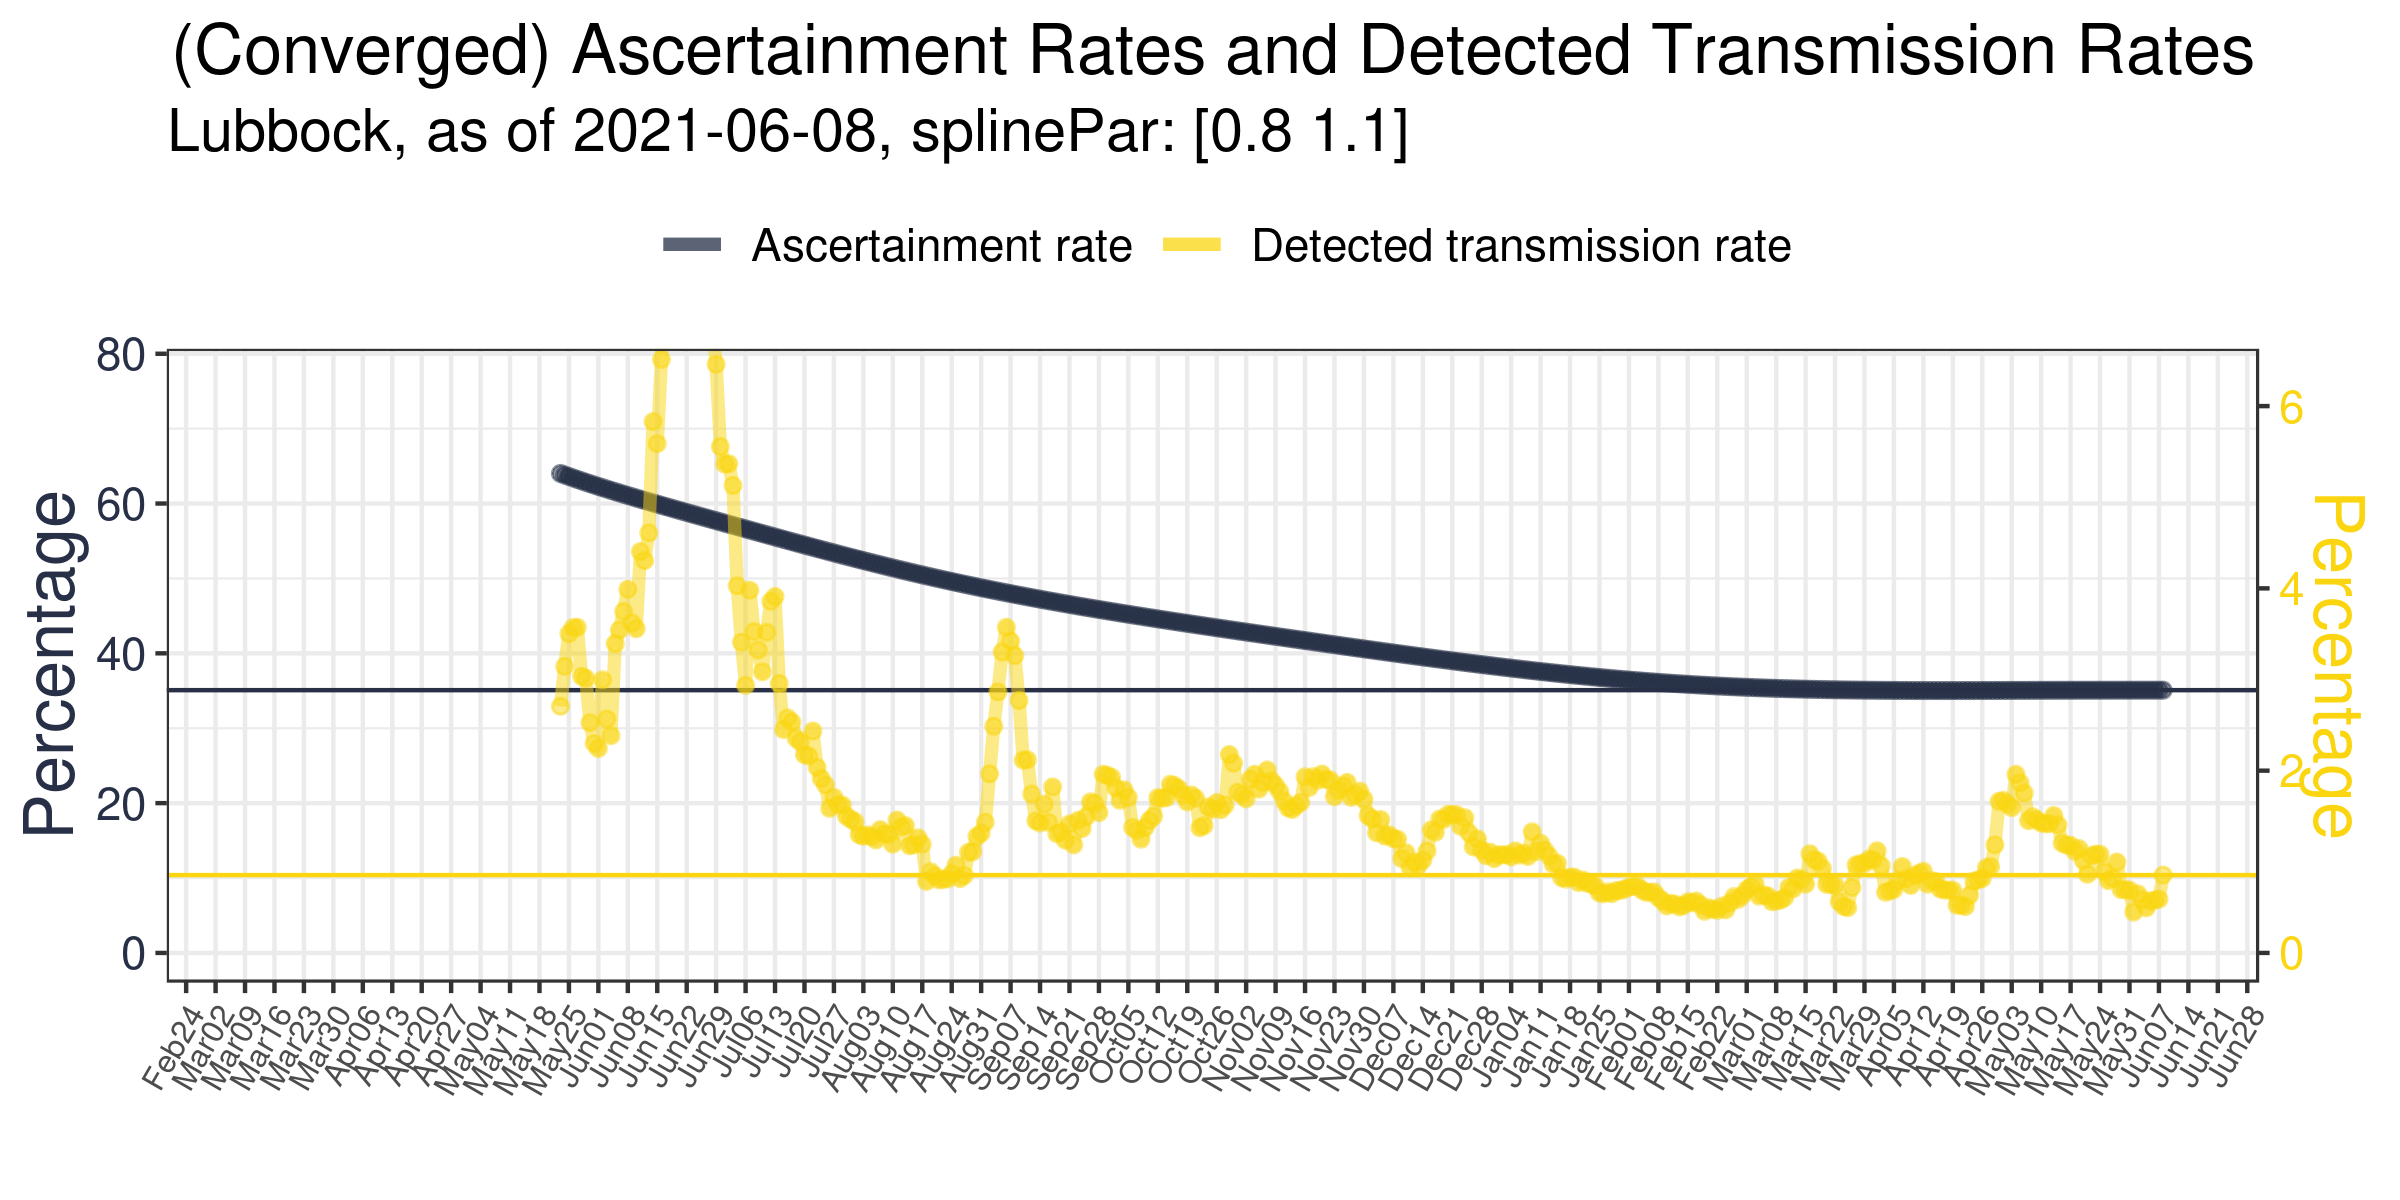 (Converged) Ascertainment Rates and Detected Transmission Rates
Lubbock, as of 2021-06-08, splinePar: [0.8 1.1]
Ascertainment rate
Detected transmission rate
Percentage
80
60
40
20
0
6
4
2
0
Percentage
Feb24
Mar02
Mar09
Mar16
Mar23
Mar30
Apr06
Apr13
Apr20
Apr27
May04
May11
May18
May25
Jun01
Jun08
Jun15
Jun22
Jun29
Jul06
Jul13
Jul20
Jul27
Aug03
Aug10
Aug17
Aug24
Aug31
Sep07
Sep14
Sep21
Sep28
Oct05
Oct12
Oct19
Oct26
Nov02
Nov09
Nov16
Nov23
Nov30
Dec07
Dec14
Dec21
Dec28
Jan04
Jan11
Jan18
Jan25
Feb01
Feb08
Feb15
Feb22
Mar01
Mar08
Mar15
Mar22
Mar29
Apr05
Apr12
Apr19
Apr26
May03
May10
May17
May24
May31
Jun07
Jun14
Jun21
Jun28